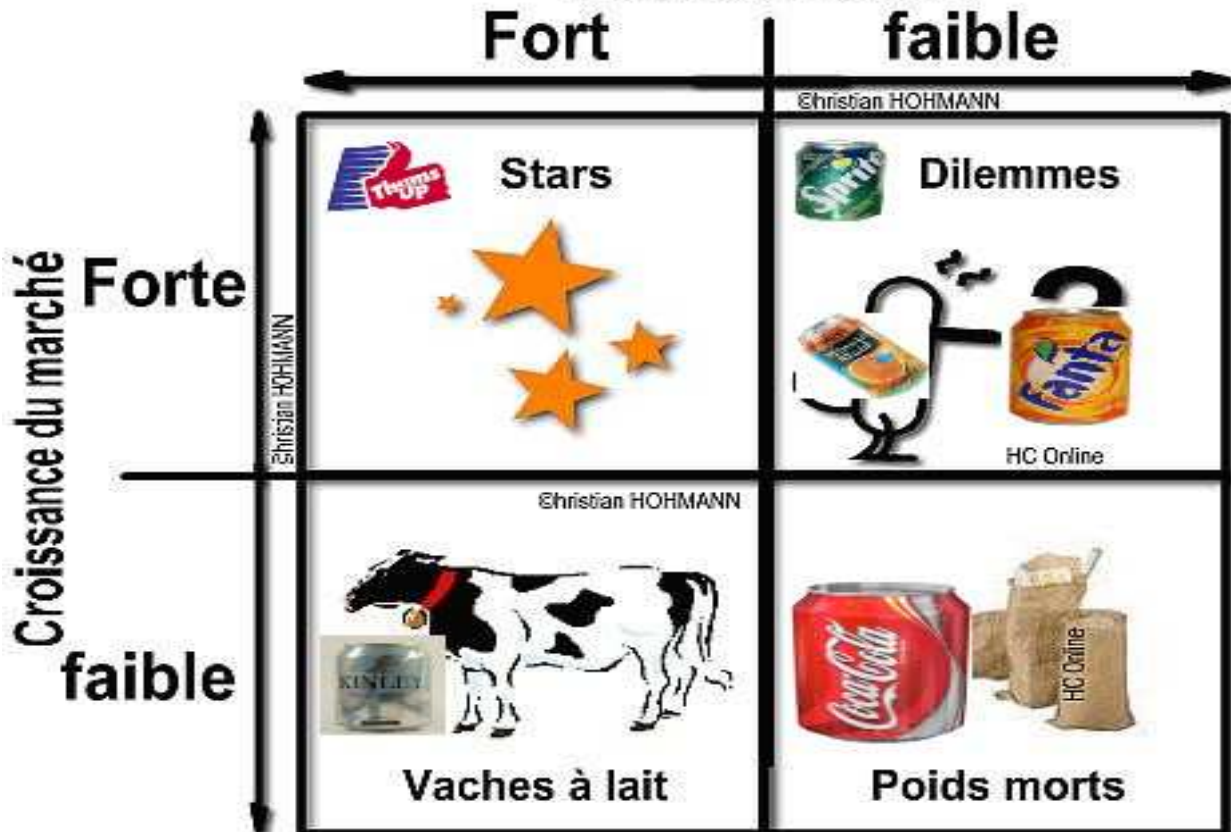 Fort faible
©hristian HOHMANN
Thums Up
Stars
Sprite
Dilemmes
Croissance du marché
Forte
©hristian HOHMANN
Fanta
HC Online
©hristian HOHMANN
faible
KINLEY
Coca-Cola
HC Online
Vaches à lait
Poids morts